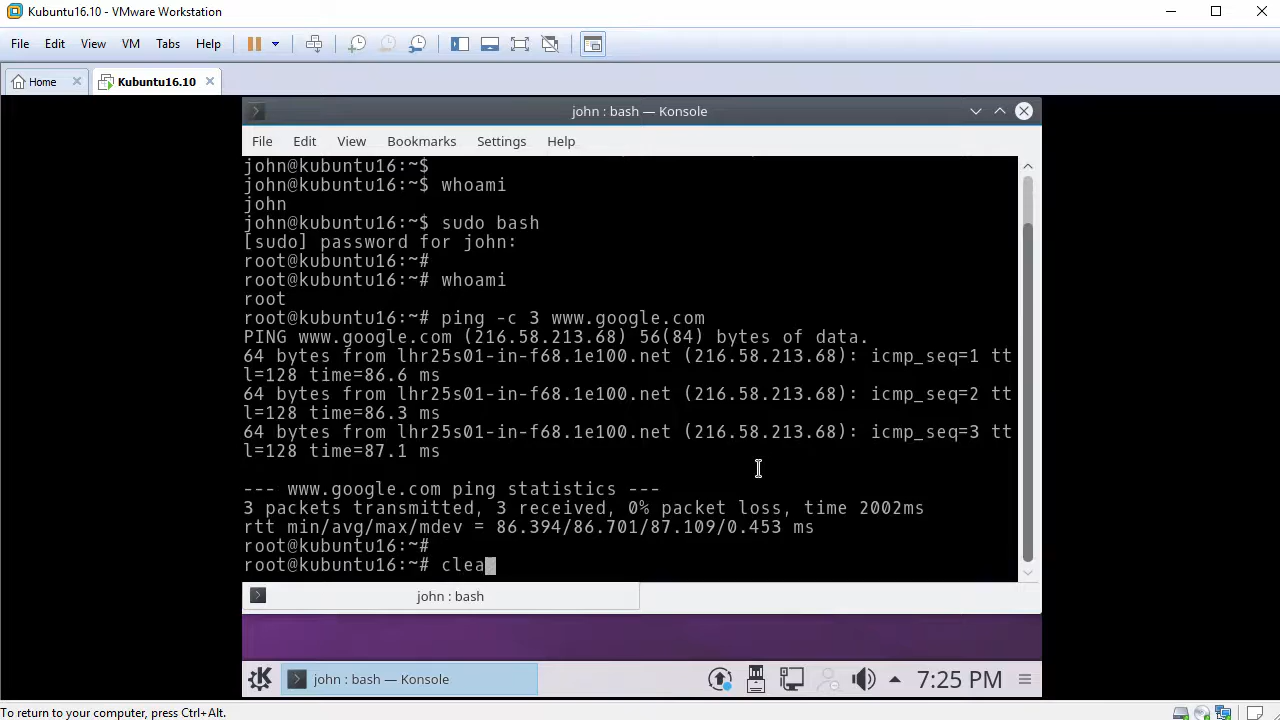 Kubuntu16.10 - VMware Workstation
File Edit View VM Tabs Help
Home Kubuntu16.10
john : bash — Konsole
File Edit View Bookmarks Settings Help
john@kubuntu16:~$
john@kubuntu16:~$ whoami
john
john@kubuntu16:~$ sudo bash
[sudo] password for john:
root@kubuntu16:~#
root@kubuntu16:~# whoami
root
root@kubuntu16:~# ping -c 3 www.google.com
PING www.google.com (216.58.213.68) 56(84) bytes of data.
64 bytes from lhr25s01-in-f68.1e100.net (216.58.213.68): icmp_seq=1 tt
l=128 time=86.6 ms
64 bytes from lhr25s01-in-f68.1e100.net (216.58.213.68): icmp_seq=2 tt
l=128 time=86.3 ms
64 bytes from lhr25s01-in-f68.1e100.net (216.58.213.68): icmp_seq=3 tt
l=128 time=87.1 ms
--- www.google.com ping statistics ---
3 packets transmitted, 3 received, 0% packet loss, time 2002ms
rtt min/avg/max/mdev = 86.394/86.701/87.109/0.453 ms
root@kubuntu16:~#
root@kubuntu16:~# clea
john : bash
john : bash — Konsole 7:25 PM
To return to your computer, press Ctrl+Alt.